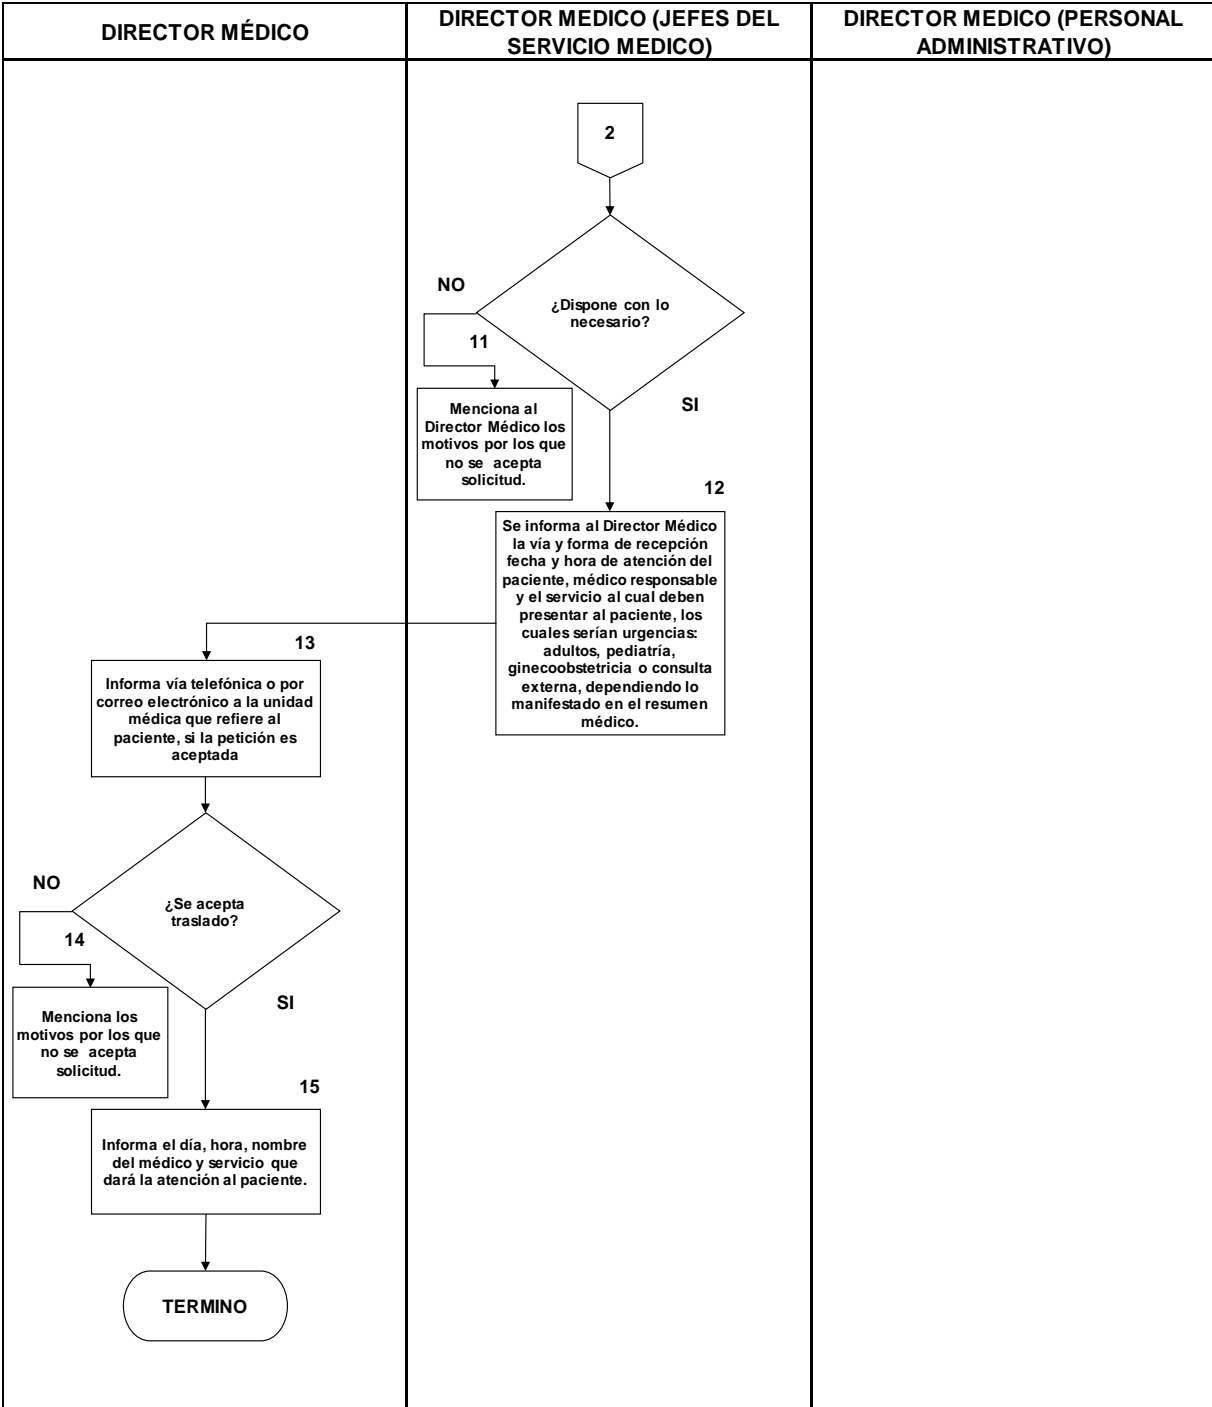 DIRECTOR MÉDICO
DIRECTOR MEDICO (JEFES DEL
SERVICIO MEDICO)
DIRECTOR MEDICO (PERSONAL
ADMINISTRATIVO)
2
¿Dispone con lo
necesario?
NO
11
Menciona al
Director Médico los
motivos por los que
no se acepta
solicitud.
SI
12
Se informa al Director Médico
la vía y forma de recepción
fecha y hora de atención del
paciente, médico responsable
y el servicio al cual deben
presentar al paciente, los
cuales serían urgencias:
adultos, pediatría,
ginecoobstetricia o consulta
externa, dependiendo lo
manifestado en el resumen
médico.
13
Informa vía telefónica o por
correo electrónico a la unidad
médica que refiere al
paciente, si la petición es
aceptada
¿Se acepta
traslado?
NO
14
Menciona los
motivos por los que
no se acepta
solicitud.
SI
15
Informa el día, hora, nombre
del médico y servicio que
dará la atención al paciente.
TERMINO